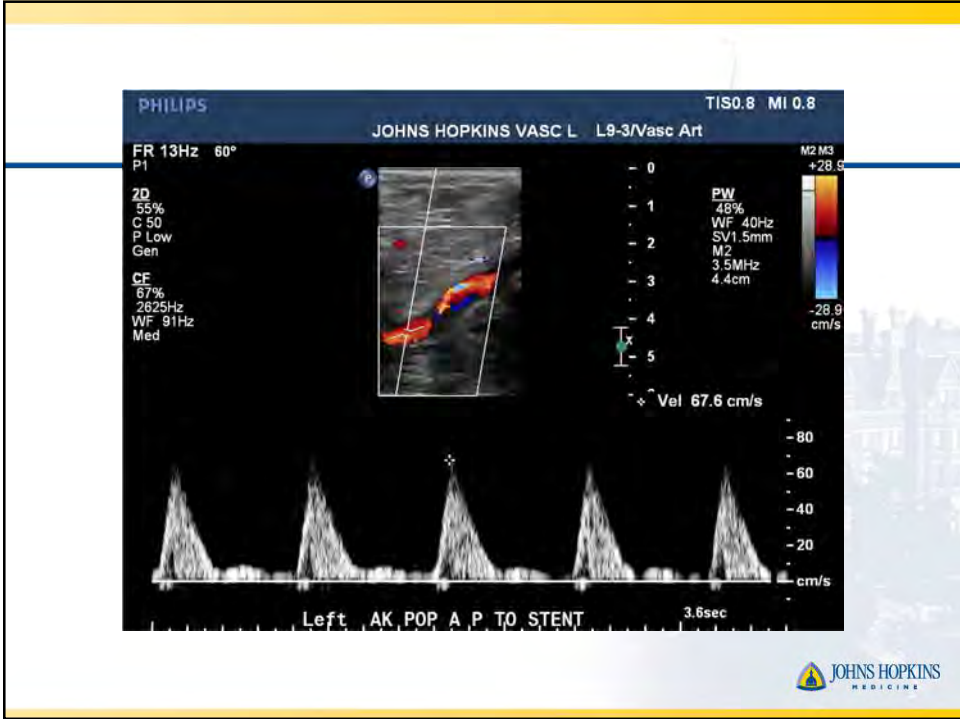 PHILIPS
TIS0.8 MI 0.8
JOHNS HOPKINS VASC L L9-3/Vasc Art
FR 13Hz 60°
P1
2D
55%
C 50
P Low
Gen
CF
67%
2625Hz
WF 91Hz
Med
P
0
1
2
3
4
x
5
PW
48%
WF 40Hz
SV1.5mm
M2
3.5MHz
4.4cm
M2 M3
+28.9
-28.9
cm/s
Vel 67.6 cm/s
80
60
40
20
cm/s
3.6sec
Left AK POP A P TO STENT
JOHNS HOPKINS
MEDICINE